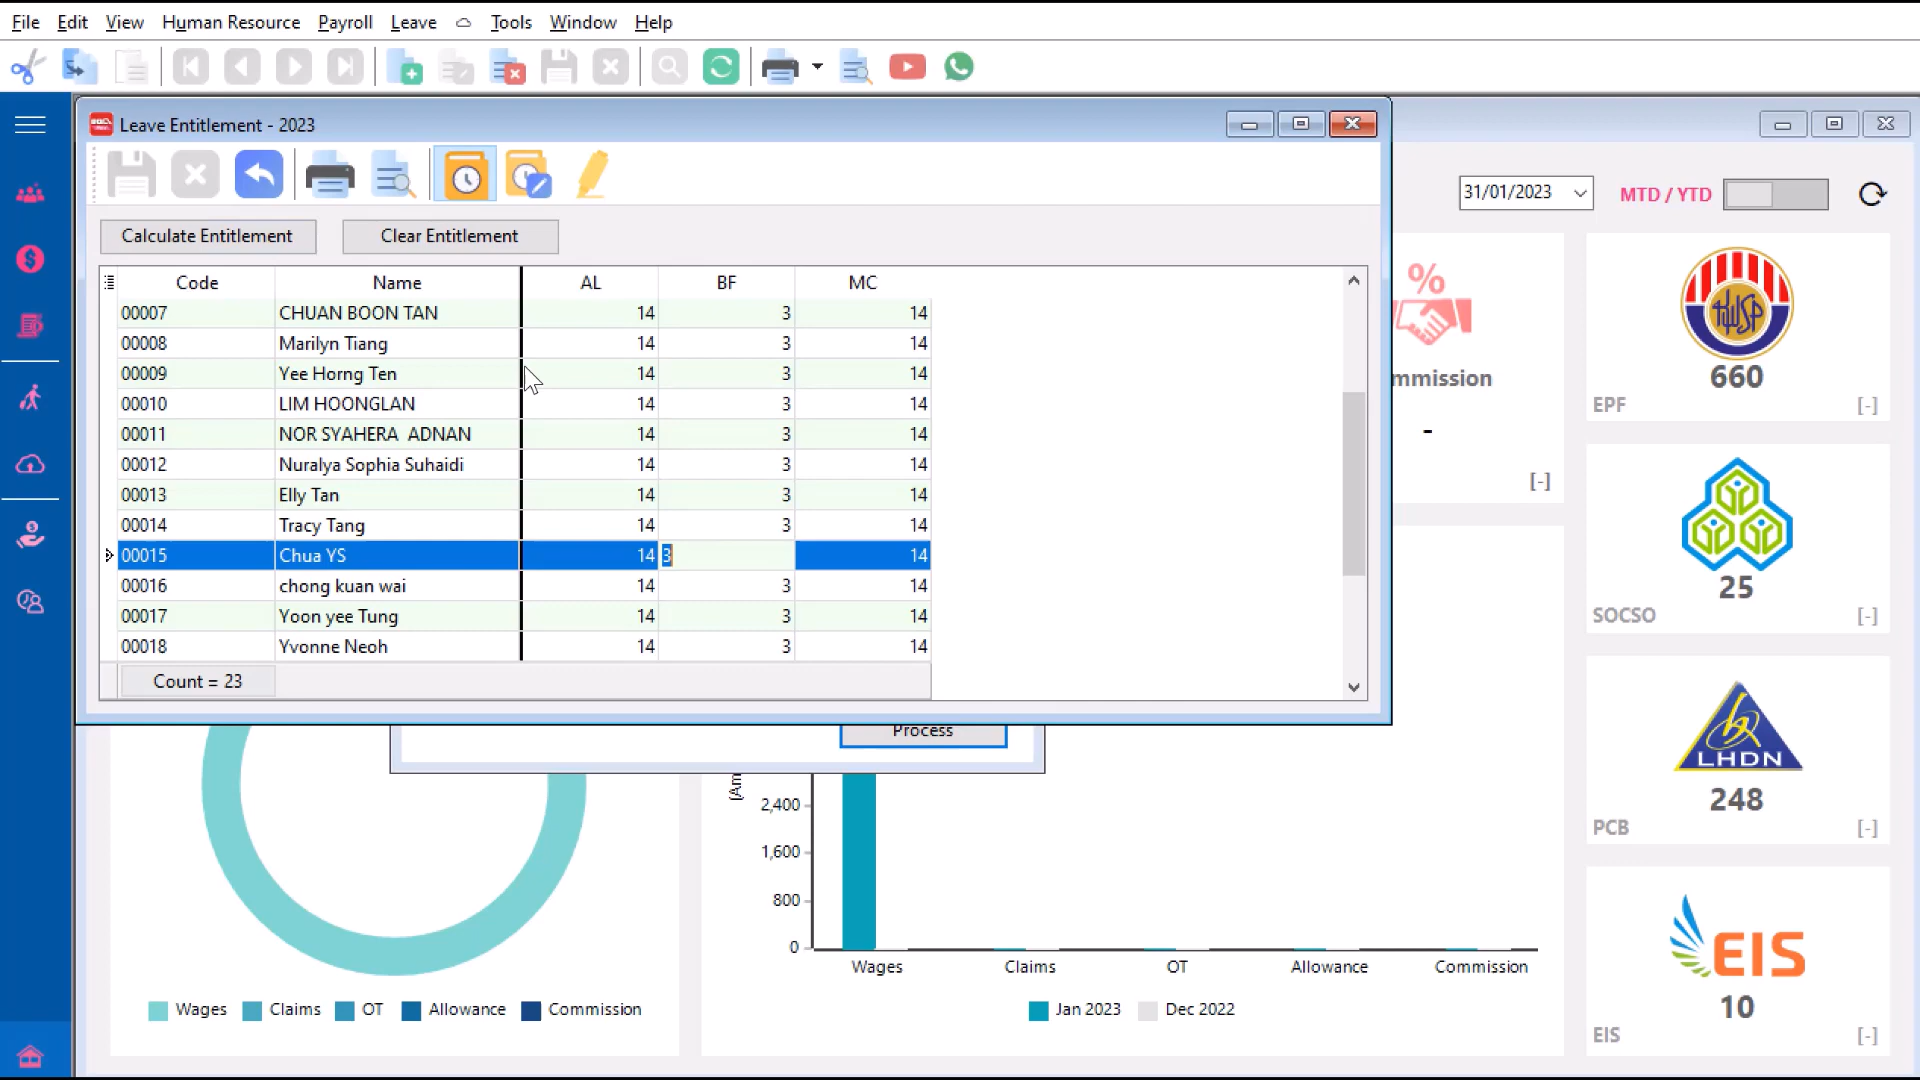 File Edit View Human Resource Payroll Leave Tools Window Help
Leave Entitlement - 2023
31/01/2023 MTD / YTD
Calculate Entitlement Clear Entitlement
Code Name AL BF MC
00007 CHUAN BOON TAN 14 3 14
00008 Marilyn Tiang 14 3 14
00009 Yee Horng Ten 14 3 14
00010 LIM HOONGLAN 14 3 14
00011 NOR SYAHERA  ADNAN 14 3 14
00012 Nuralya Sophia Suhaidi 14 3 14
00013 Elly Tan 14 3 14
00014 Tracy Tang 14 3 14
00015 Chua YS 14 3 14
00016 chong kuan wai 14 3 14
00017 Yoon yee Tung 14 3 14
00018 Yvonne Neoh 14 3 14
Count = 23
Process
%
mmission
-
[-]
KWSP
660
EPF [-]
25
SOCSO [-]
LHDN
248
PCB [-]
EIS
10
EIS [-]
(Am
2,400
1,600
800
0
Wages Claims OT Allowance Commission
Wages Claims OT Allowance Commission
Jan 2023 Dec 2022